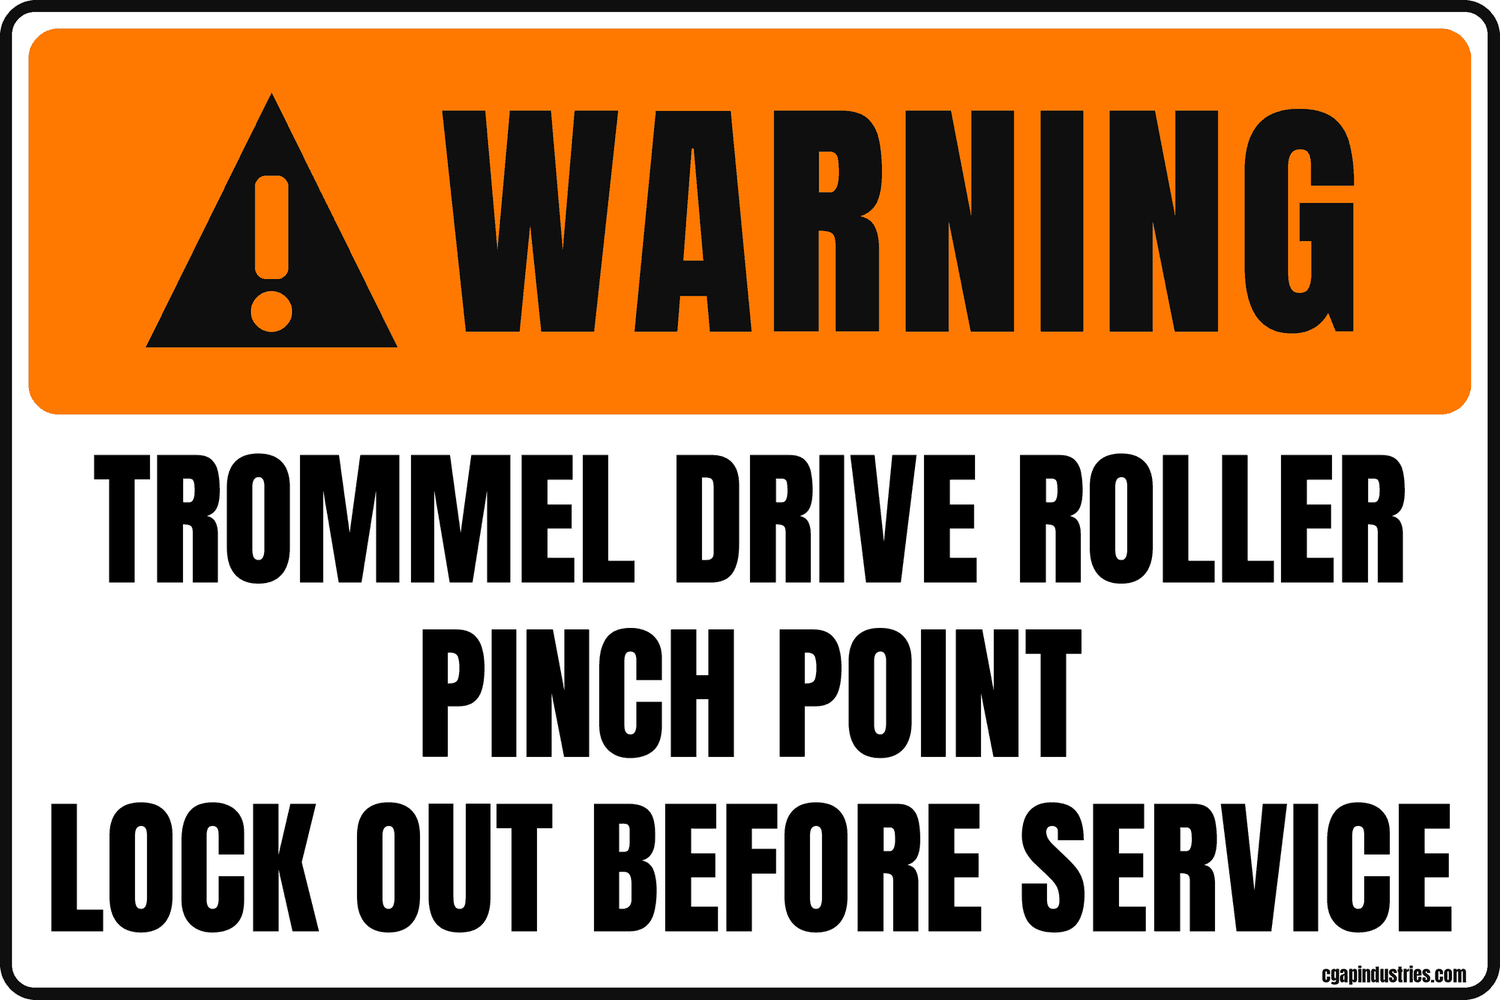 WARNING
TROMMEL DRIVE ROLLER
PINCH POINT
LOCK OUT BEFORE SERVICE
cgapindustries.com